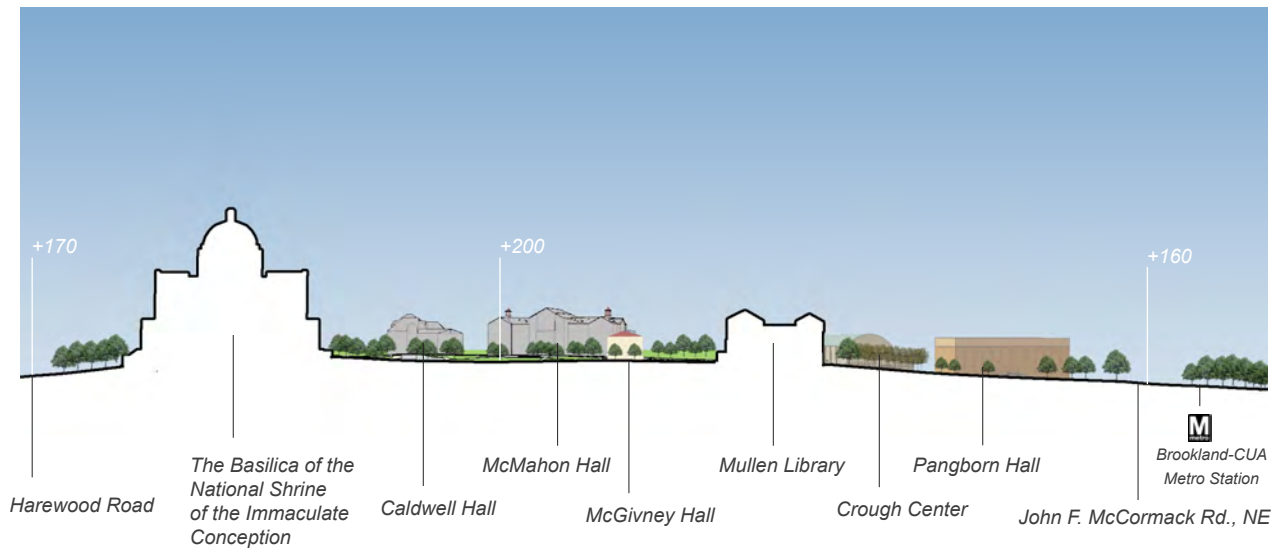 +170
+200
+160
Harewood Road
The Basilica of the
National Shrine
of the Immaculate
Conception
Caldwell Hall
McMahon Hall
McGivney Hall
Mullen Library
Crough Center
Pangborn Hall
John F. McCormack Rd., NE
M
metro
Brookland-CUA
Metro Station